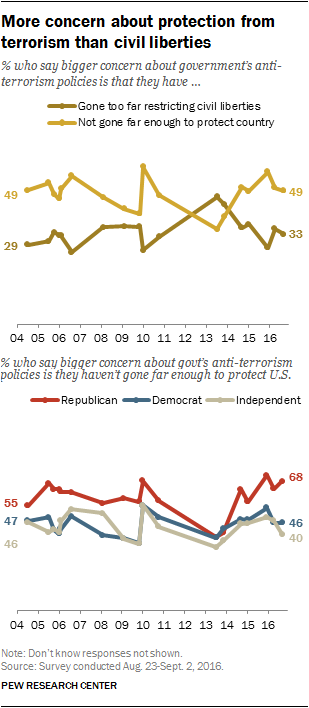 More concern about protection from
terrorism than civil liberties
% who say bigger concern about government's anti-
terrorism policies is that they have ...
Gone too far restricting civil liberties
Not gone far enough to protect country
49
49
29
33
04 05 06 07 08 09 10 11 12 13 14 15 16
% who say bigger concern about govt's anti-terrorism
policies is they haven't gone far enough to protect U.S.
Republican Democrat Independent
68
55
47
46
46
40
04 05 06 07 08 09 10 11 12 13 14 15 16
Note: Don't know responses not shown.
Source: Survey conducted Aug. 23-Sept. 2, 2016.
PEW RESEARCH CENTER